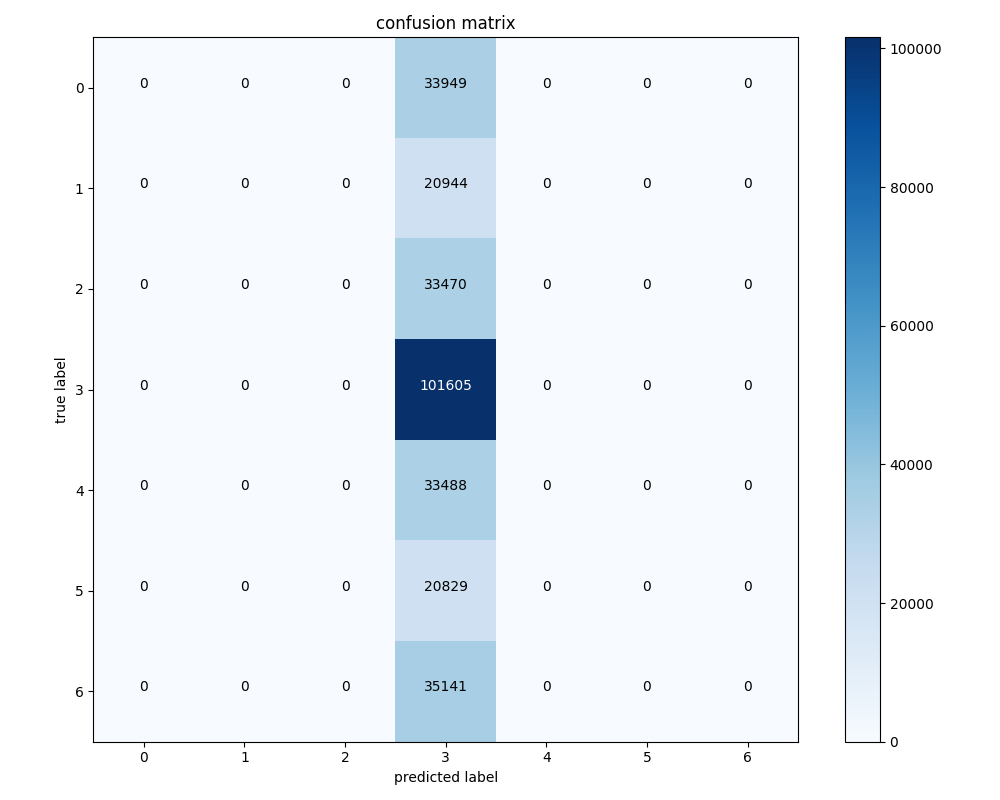 confusion matrix
0 0 0 0 33949 0 0 0
1 0 0 0 20944 0 0 0
2 0 0 0 33470 0 0 0
3 0 0 0 101605 0 0 0
4 0 0 0 33488 0 0 0
5 0 0 0 20829 0 0 0
6 0 0 0 35141 0 0 0
0 1 2 3 4 5 6
true label
predicted label
100000
80000
60000
40000
20000
0